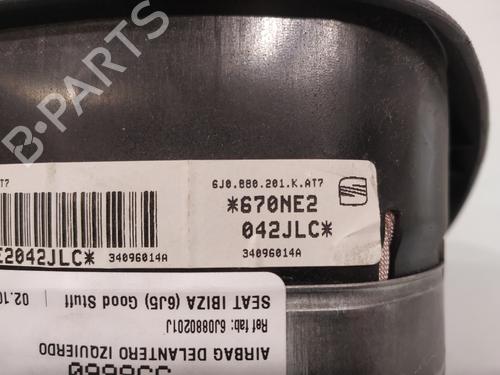 B-PARTS
AT7
6J0.880.201.K.AT7
*670NE2
042JLC*
E2042JLC*
34096014A
34096014A
SEAT IBIZA (6J5) Good Stuff
02.10
Ref fab: 6J0880201J
AIRBAG DELANTERO IZQUIERDO